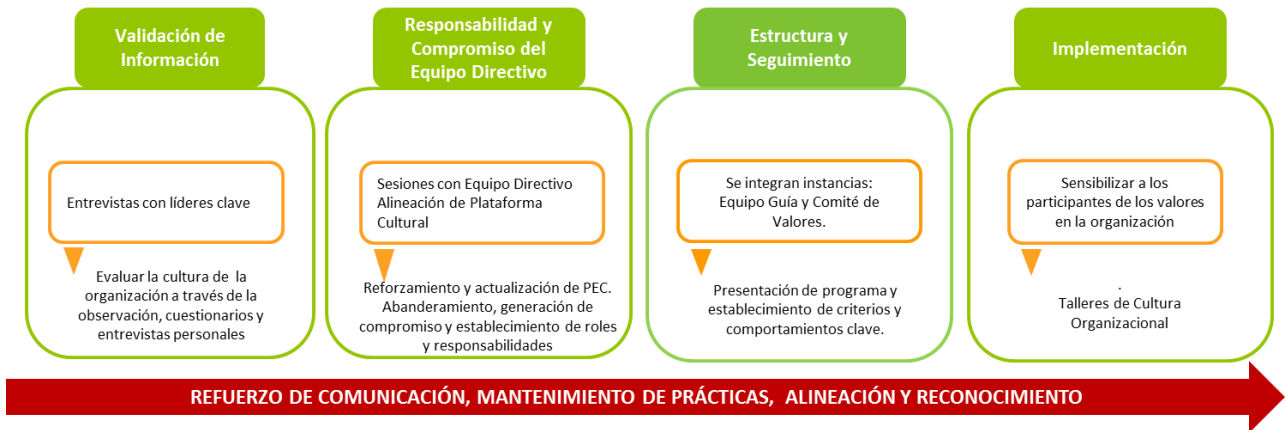 Validación de
Información
Entrevistas con líderes clave
Evaluar la cultura de la
organización a través de la
observación, cuestionarios y
entrevistas personales
Responsabilidad y
Compromiso del
Equipo Directivo
Sesiones con Equipo Directivo
Alineación de Plataforma
Cultural
Reforzamiento y actualización de PEC.
Abanderamiento, generación de
compromiso y establecimiento de roles
y responsabilidades
Estructura y
Seguimiento
Se integran instancias:
Equipo Guía y Comité de
Valores.
Presentación de programa y
establecimiento de criterios y
comportamientos clave.
Implementación
Sensibilizar a los
participantes de los valores
en la organización
.
Talleres de Cultura
Organizacional
REFUERZO DE COMUNICACIÓN, MANTENIMIENTO DE PRÁCTICAS, ALINEACIÓN Y RECONOCIMIENTO